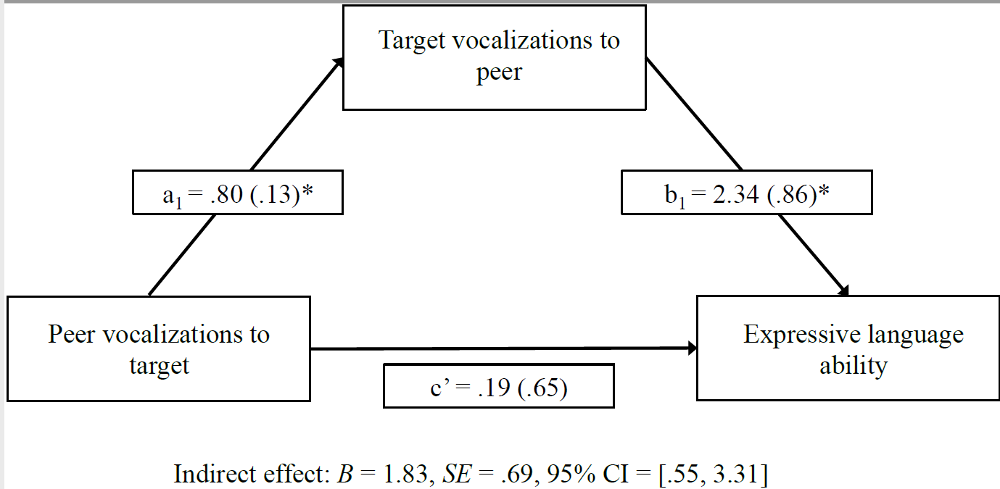 Target vocalizations to
peer
a₁ = .80 (.13)*
b₁ = 2.34 (.86)*
Peer vocalizations to
target
Expressive language
ability
c’ = .19 (.65)
Indirect effect: B = 1.83, SE = .69, 95% CI = [.55, 3.31]